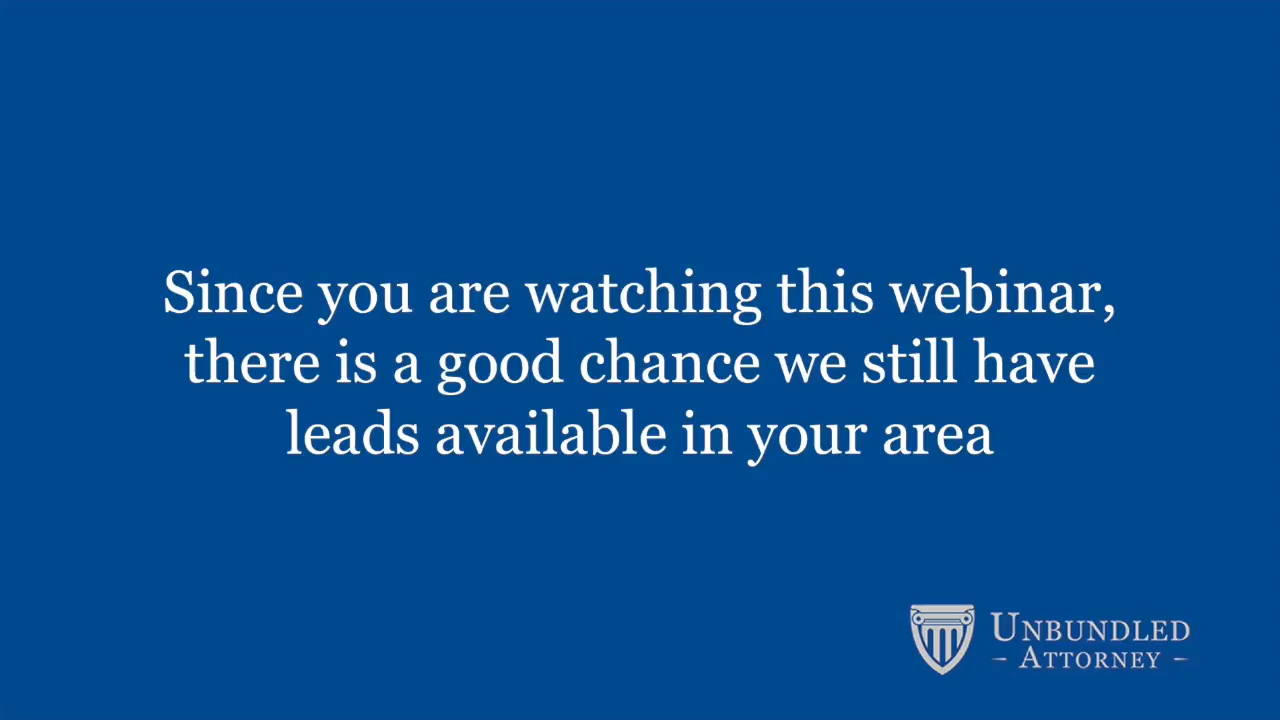 Since you are watching this webinar,
there is a good chance we still have
leads available in your area
UNBUNDLED
- ATTORNEY -